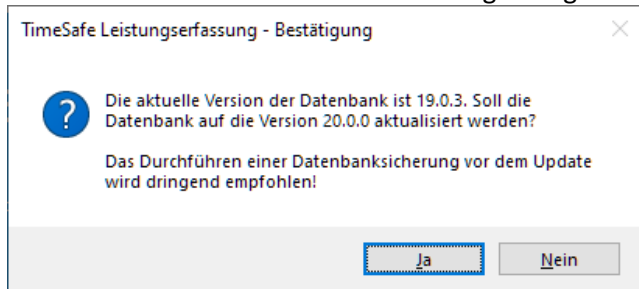 TimeSafe Leistungserfassung - Bestätigung
Die aktuelle Version der Datenbank ist 19.0.3. Soll die
Datenbank auf die Version 20.0.0 aktualisiert werden?
Das Durchführen einer Datenbanksicherung vor dem Update
wird dringend empfohlen!
Ja
Nein